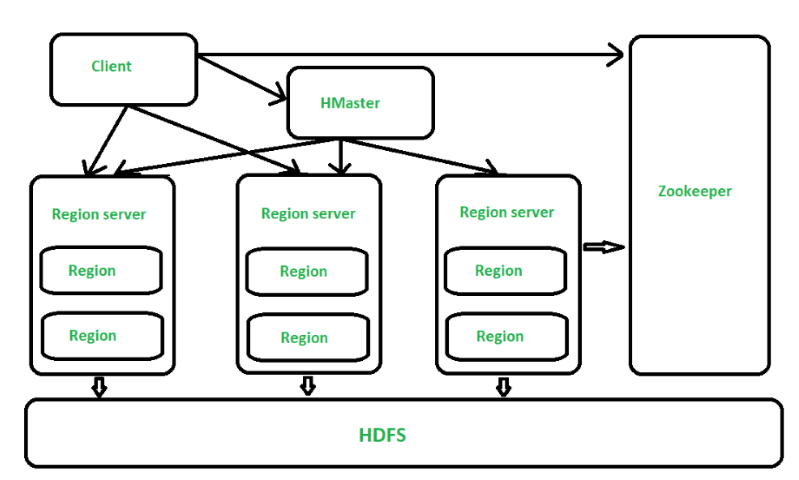 Client
HMaster
Zookeeper
Region server
Region
Region
Region server
Region
Region
Region server
Region
Region
HDFS